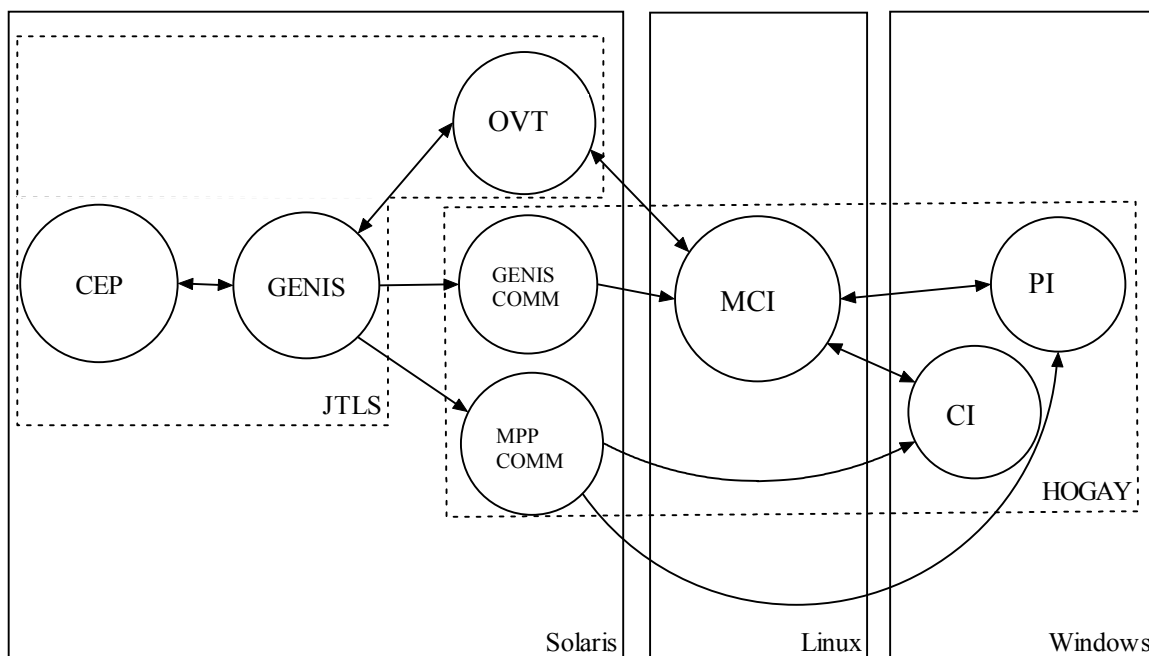 OVT
CEP
GENIS
GENIS
COMM
MCI
PI
JTLS
MPP
COMM
CI
HOGAY
Solaris
Linux
Windows